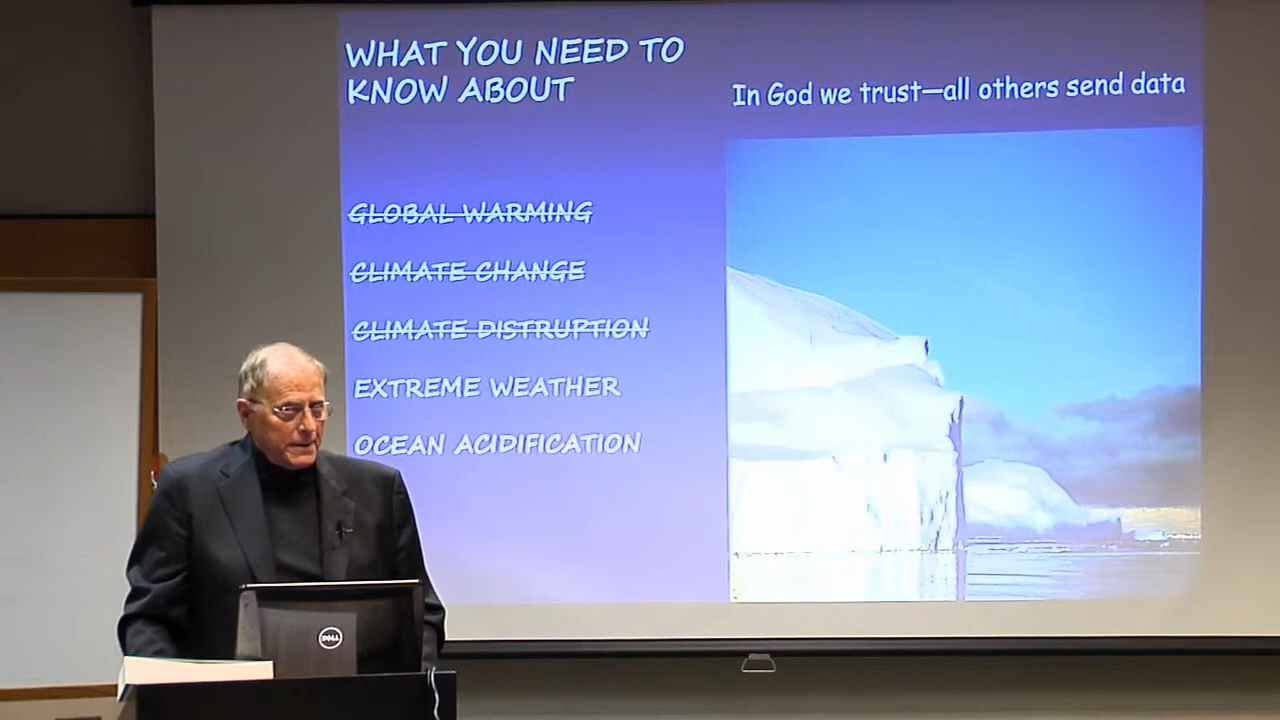 WHAT YOU NEED TO
KNOW ABOUT
In God we trust—all others send data
GLOBAL WARMING
CLIMATE CHANGE
CLIMATE DISTRUPTION
EXTREME WEATHER
OCEAN ACIDIFICATION
DELL